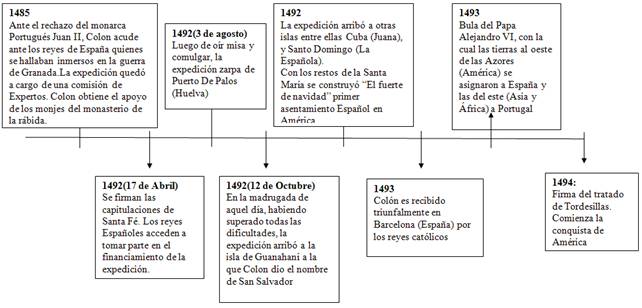 1485
Ante el rechazo del monarca
Portugués Juan II, Colon acude
ante los reyes de España quienes
se hallaban inmersos en la guerra
de Granada.La expedición quedó
a cargo de una comisión de
Expertos. Colon obtiene el apoyo
de los monjes del monasterio de
la rábida.
1492(3 de agosto)
Luego de oír misa y
comulgar, la
expedición zarpa de
Puerto De Palos
(Huelva)
1492
La expedición arribó a otras
islas entre ellas Cuba (Juana),
y Santo Domingo (La
Española).
Con los restos de la Santa
María se construyó "El fuerte
de navidad" primer
asentamiento Español en
América
1493
Bula del Papa
Alejandro VI, con la
cual las tierras al oeste
de las Azores
(América) se
asignaron a España y
las del este (Asia y
África) a Portugal
1492(17 de Abril)
Se firman las
capitulaciones de
Santa Fé. Los reyes
Españoles acceden a
tomar parte en el
financiamiento de la
expedición.
1492(12 de Octubre)
En la madrugada de
aquel día, habiendo
superado todas las
dificultades, la
expedición arribó a la
isla de Guanahaní a la
que Colon dio el nombre
de San Salvador
1493
Colón es recibido
triunfalmente en
Barcelona (España) por
los reyes católicos
1494:
Firma del tratado de
Tordesillas.
Comienza la
conquista de
América